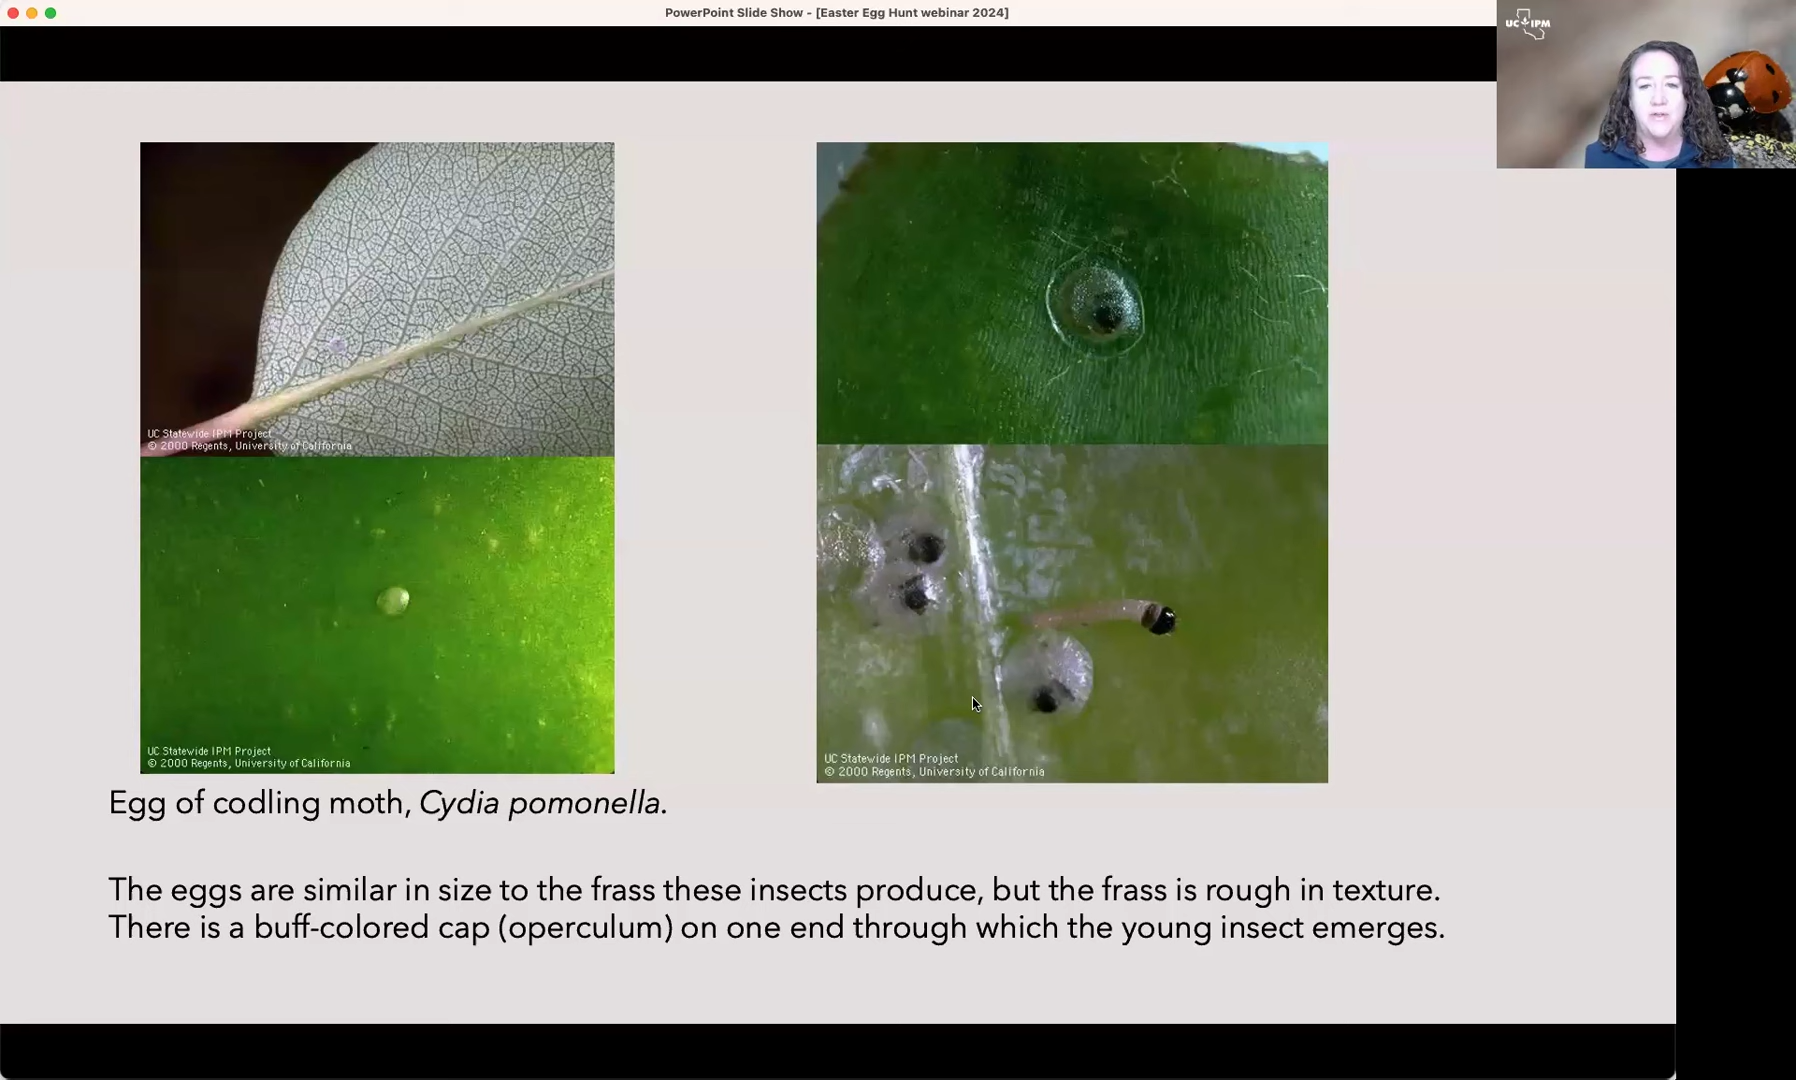 PowerPoint Slide Show - [Easter Egg Hunt webinar 2024]
UC IPM
UC Statewide IPM Project
© 2000 Regents, University of California
UC Statewide IPM Project
© 2000 Regents, University of California
UC Statewide IPM Project
© 2000 Regents, University of California
Egg of codling moth, Cydia pomonella.
The eggs are similar in size to the frass these insects produce, but the frass is rough in texture.
There is a buff-colored cap (operculum) on one end through which the young insect emerges.